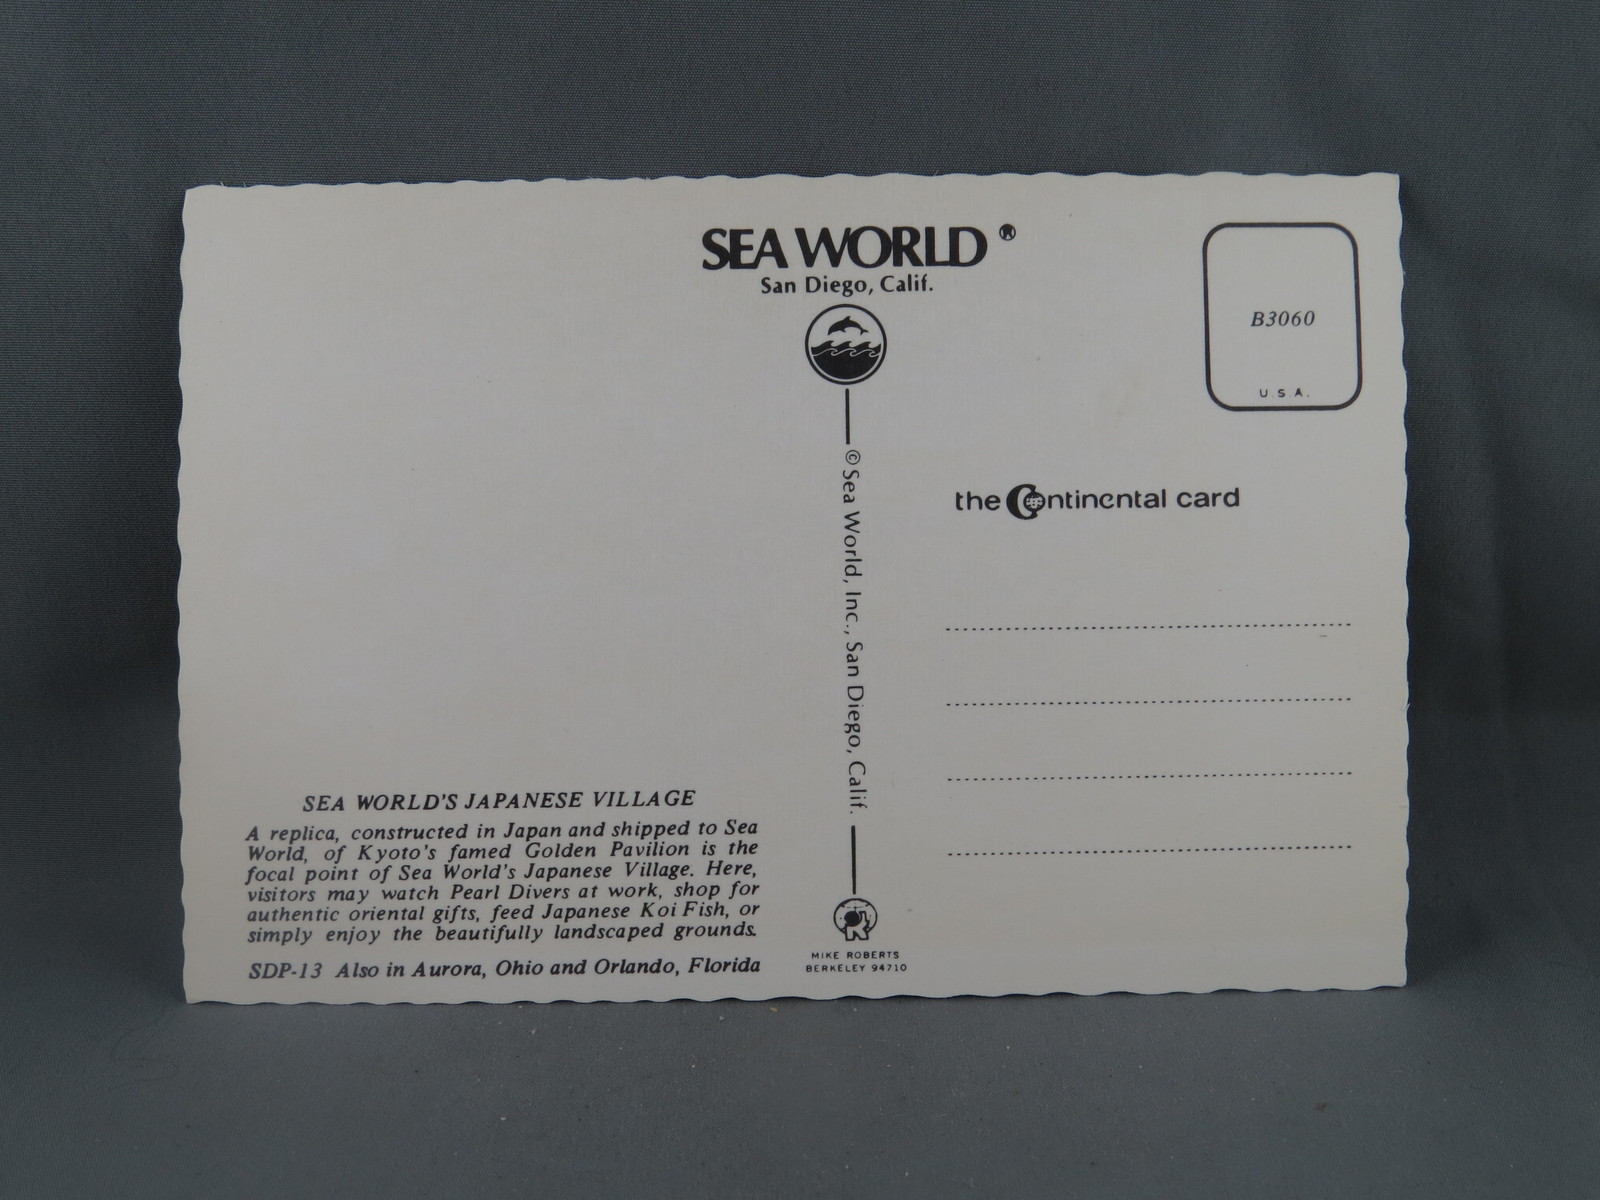 SEA WORLD ®
San Diego, Calif.
B3060
U.S.A.
© Sea World, Inc., San Diego, Calif.
the Continental card
SEA WORLD'S JAPANESE VILLAGE
A replica, constructed in Japan and shipped to Sea
World, of Kyoto's famed Golden Pavilion is the
focal point of Sea World's Japanese Village. Here,
visitors may watch Pearl Divers at work, shop for
authentic oriental gifts, feed Japanese Koi Fish, or
simply enjoy the beautifully landscaped grounds.
SDP-13 Also in Aurora, Ohio and Orlando, Florida
MIKE ROBERTS
BERKELEY 94710